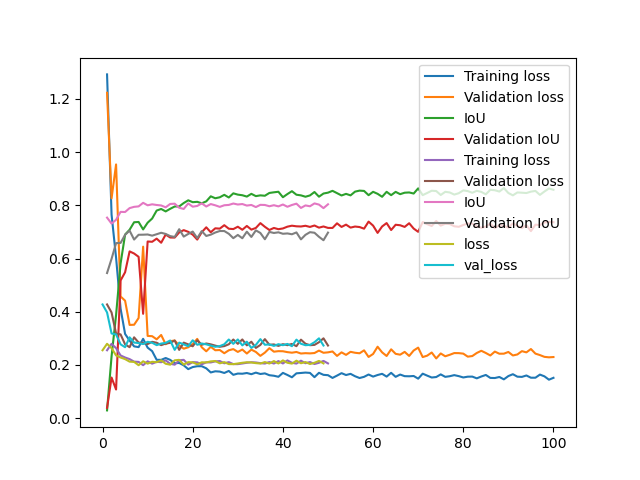 1.2
1.0
0.8
0.6
0.4
0.2
0.0
0 20 40 60 80 100
Training loss
Validation loss
IoU
Validation IoU
Training loss
Validation loss
IoU
Validation IoU
loss
val_loss